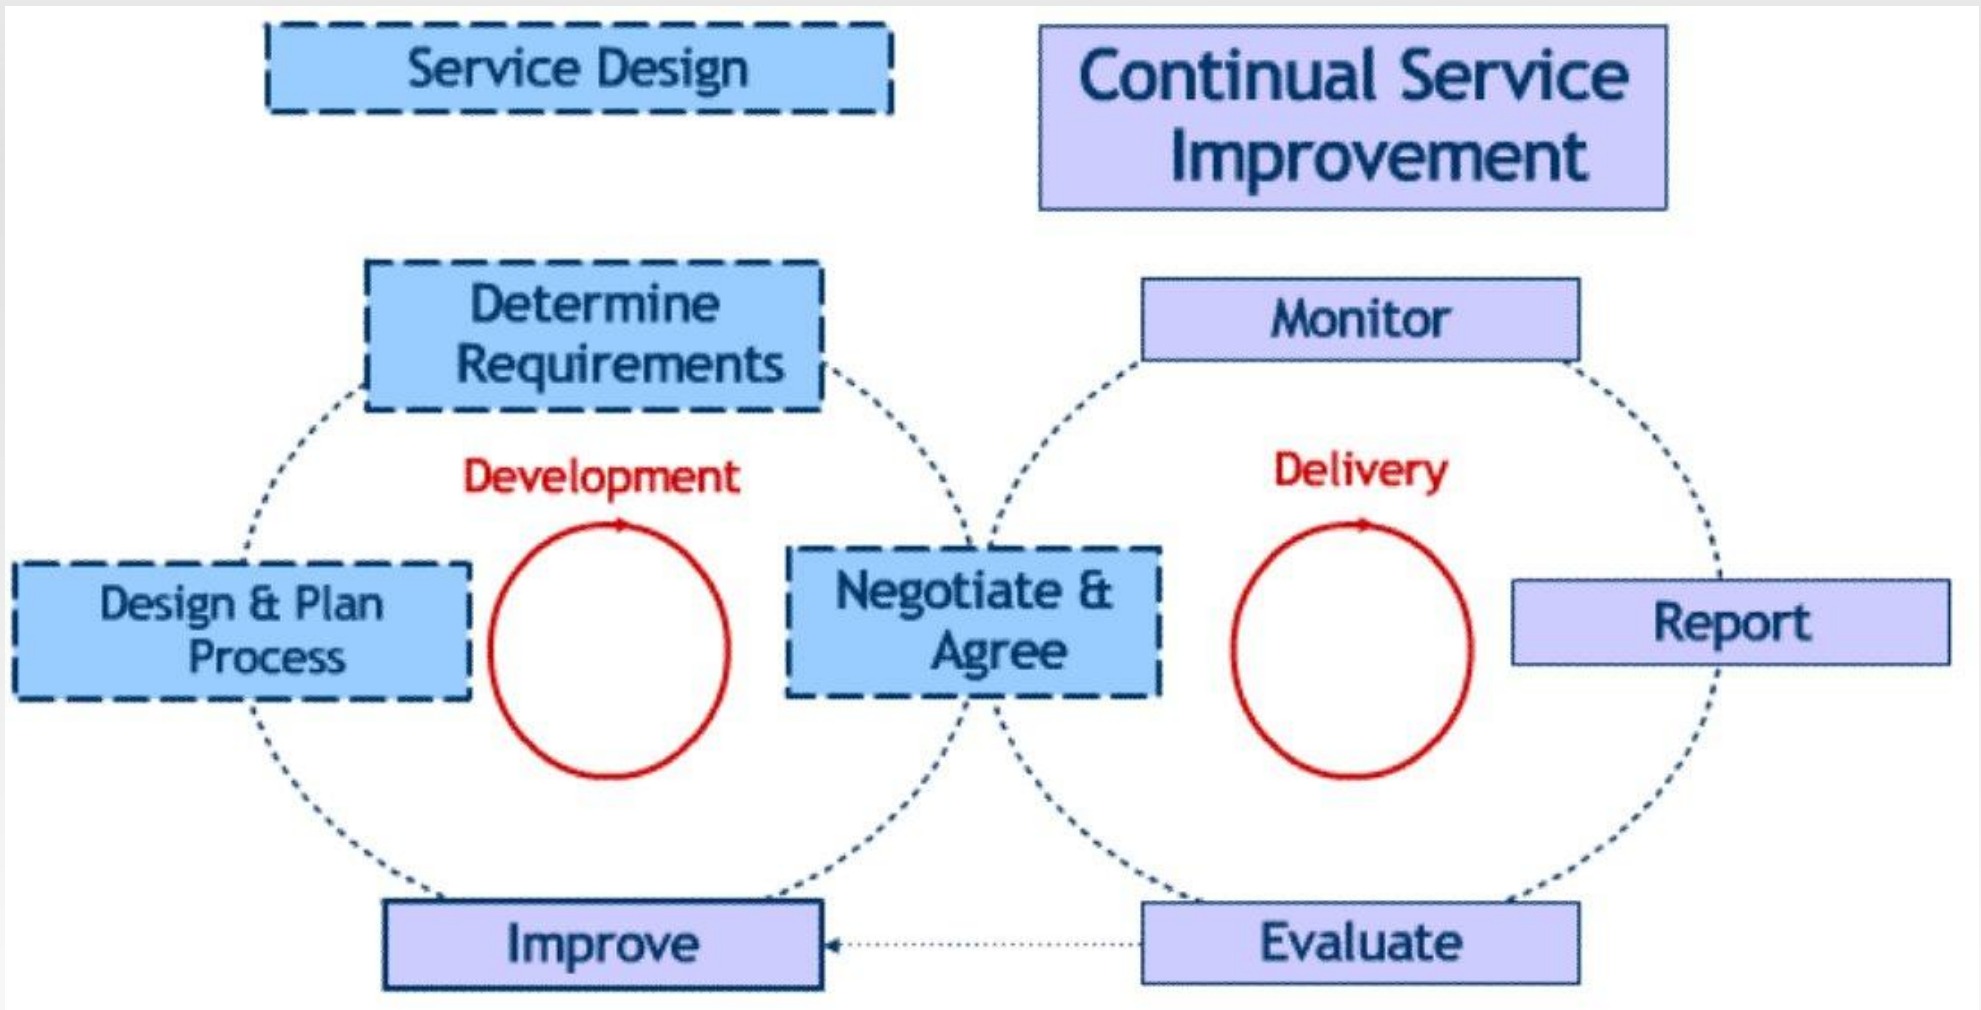 Service Design
Continual Service
Improvement
Determine
Requirements
Monitor
Development
Delivery
Design & Plan
Process
Negotiate &
Agree
Report
Improve
Evaluate